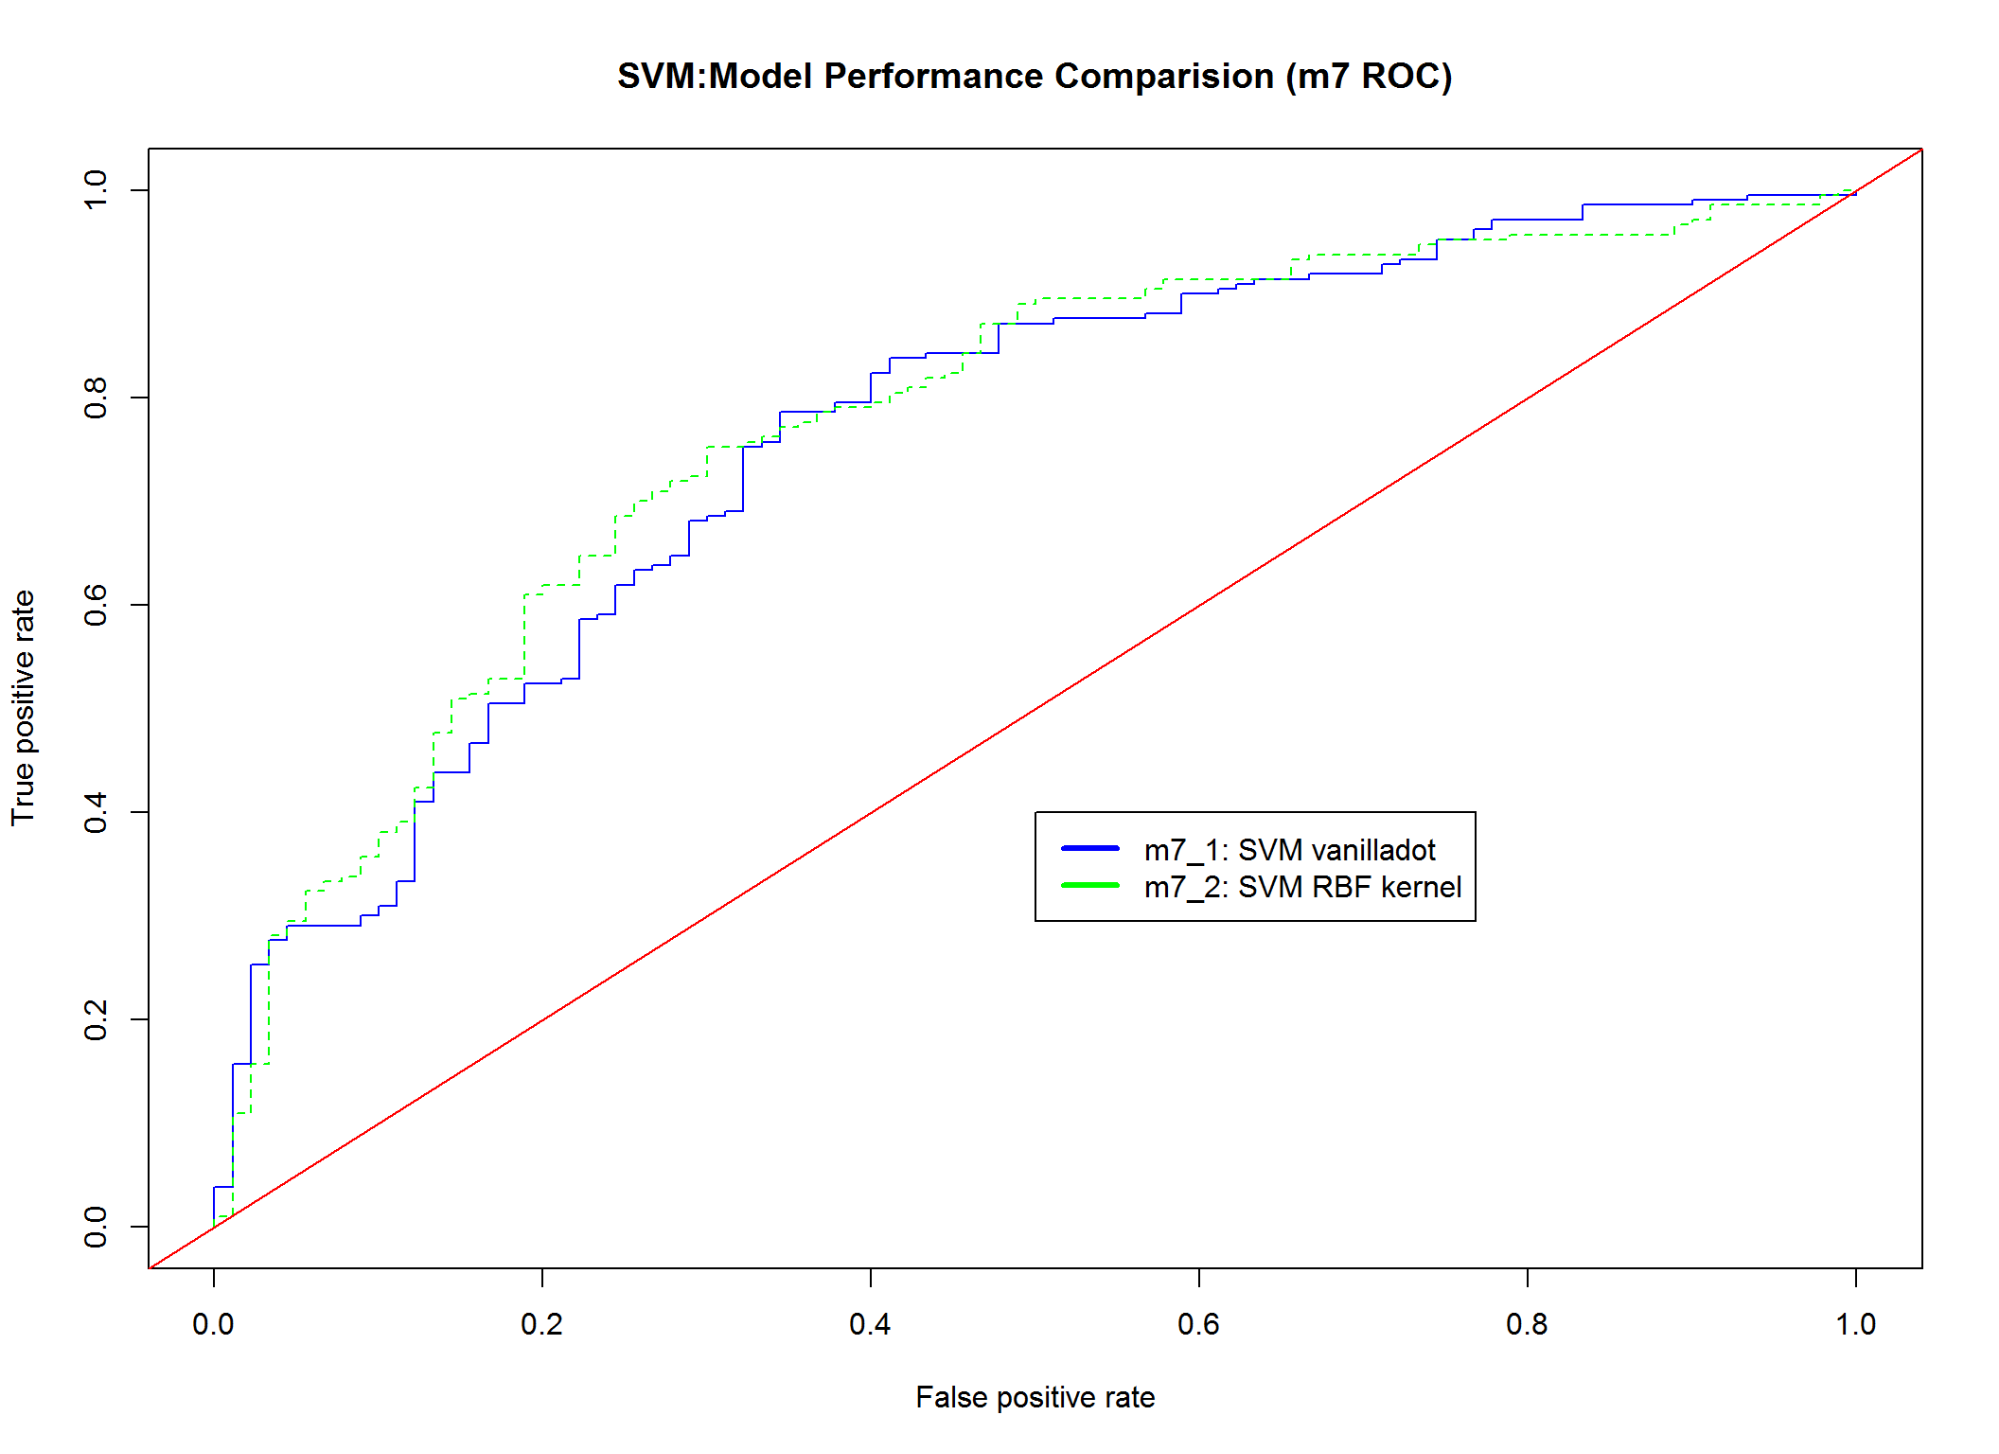 SVM:Model Performance Comparision (m7 ROC)
True positive rate
1.0
0.8
0.6
0.4
0.2
0.0
m7_1: SVM vanilladot
m7_2: SVM RBF kernel
0.0 0.2 0.4 0.6 0.8 1.0
False positive rate